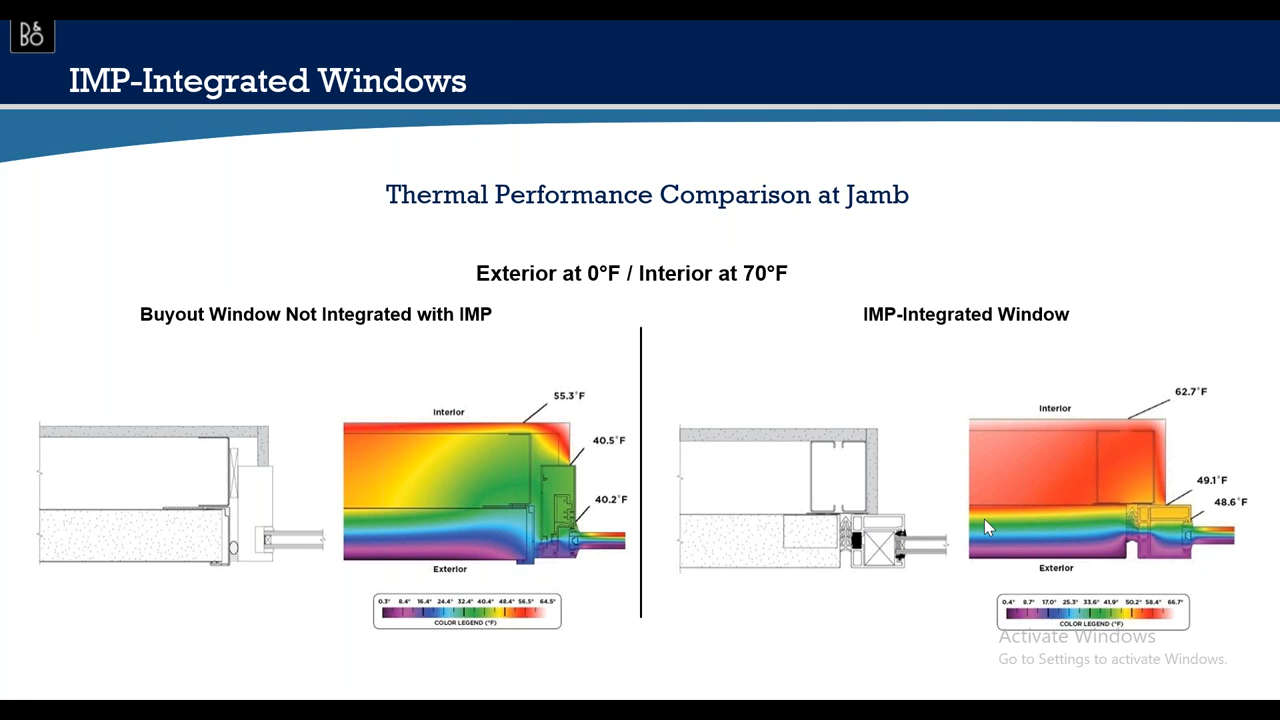 B&
BO
IMP-Integrated Windows
Thermal Performance Comparison at Jamb
Exterior at 0°F / Interior at 70°F
Buyout Window Not Integrated with IMP
IMP-Integrated Window
55.3°F
Interior
40.5°F
40.2°F
Exterior
0.3° 8.4° 16.4° 24.4° 32.4° 40.4° 48.4° 56.5° 64.5°
COLOR LEGEND (°F)
62.7°F
Interior
49.1°F
48.6°F
Exterior
0.4° 8.7° 17.0° 25.3° 33.6° 41.9° 50.2° 58.4° 66.7°
COLOR LEGEND (°F)
Activate Windows
Go to Settings to activate Windows.